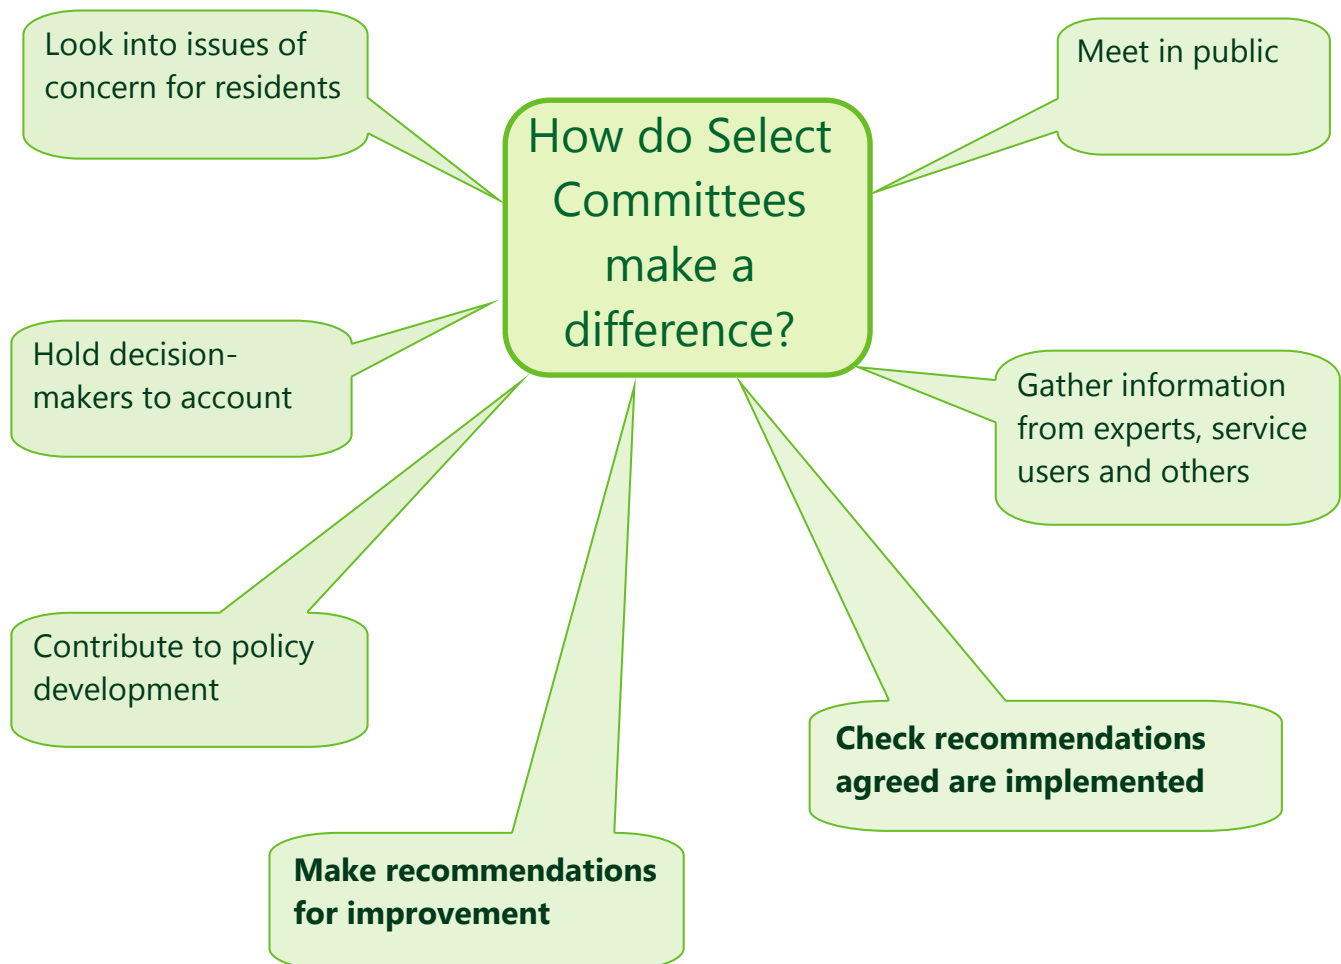 Look into issues of
concern for residents
Meet in public
How do Select
Committees
make a
difference?
Hold decision-
makers to account
Gather information
from experts, service
users and others
Contribute to policy
development
Check recommendations
agreed are implemented
Make recommendations
for improvement